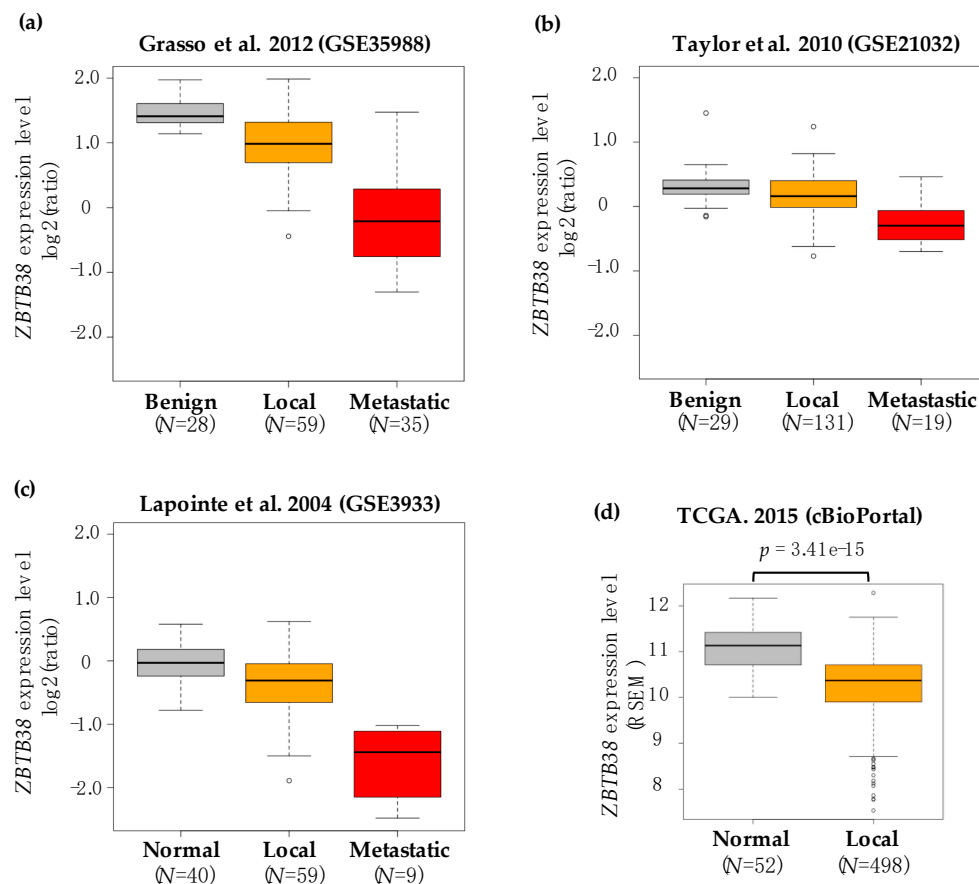 (a)
Grasso et al. 2012 (GSE35988)
ZBTB38 expression level
log2(ratio)
2.0
1.0
0
−1.0
−2.0
Benign
(N=28)
Local
(N=59)
Metastatic
(N=35)
(b)
Taylor et al. 2010 (GSE21032)
ZBTB38 expression level
log2(ratio)
2.0
1.0
0.0
−1.0
−2.0
Benign
(N=29)
Local
(N=131)
Metastatic
(N=19)
(c)
Lapointe et al. 2004 (GSE3933)
ZBTB38 expression level
log2(ratio)
2.0
1.0
0
−1.0
−2.0
Normal
(N=40)
Local
(N=59)
Metastatic
(N=9)
(d)
TCGA. 2015 (cBioPortal)
p = 3.41e-15
ZBTB38 expression level
(RSEM)
12
11
10
9
8
Normal
(N=52)
Local
(N=498)